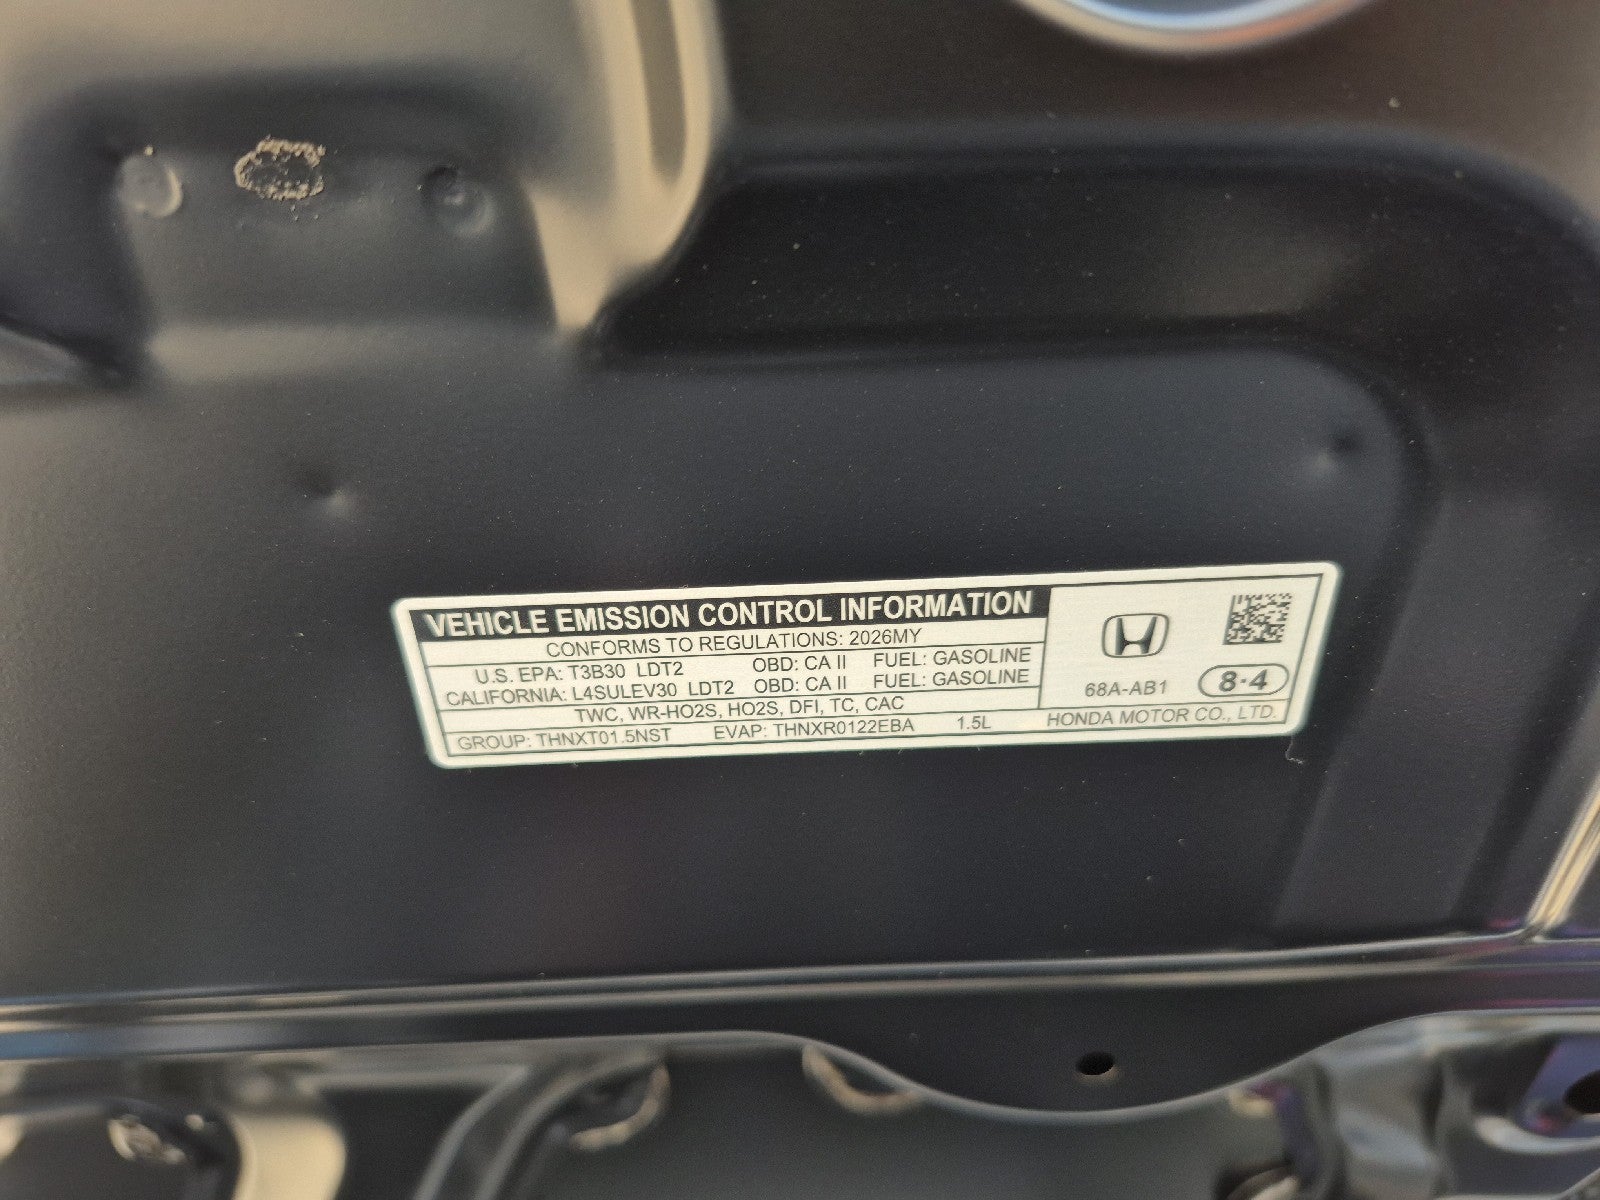 VEHICLE EMISSION CONTROL INFORMATION
CONFORMS TO REGULATIONS: 2026MY
U.S. EPA: T3B30 LDT2 OBD: CA II FUEL: GASOLINE
CALIFORNIA: L4SULEV30 LDT2 OBD: CA II FUEL: GASOLINE
TWC, WR-HO2S, HO2S, DFI, TC, CAC
GROUP: THNXT01.5NST EVAP: THNXR0122EBA 1.5L
68A-AB1 8·4
HONDA MOTOR CO., LTD.